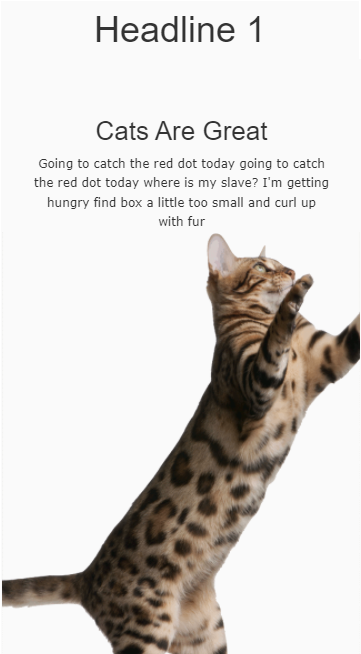 Headline 1
Cats Are Great
Going to catch the red dot today going to catch
the red dot today where is my slave? I'm getting
hungry find box a little too small and curl up
with fur